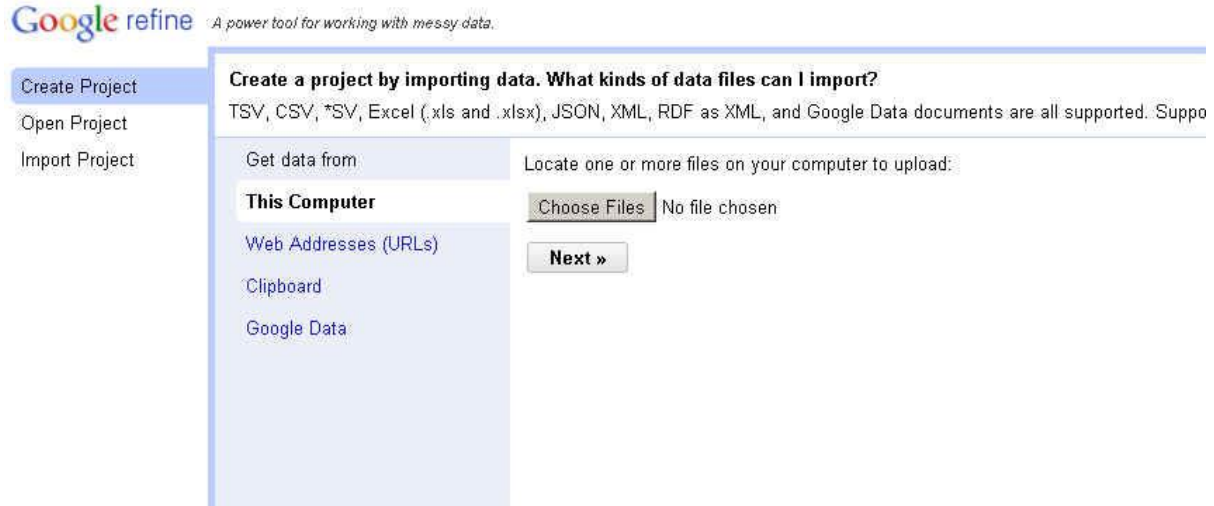 Google refine A power tool for working with messy data.
Create Project
Open Project
Import Project
Create a project by importing data. What kinds of data files can I import?
TSV, CSV, *SV, Excel (.xls and .xlsx), JSON, XML, RDF as XML, and Google Data documents are all supported. Suppo
Get data from
This Computer
Web Addresses (URLs)
Clipboard
Google Data
Locate one or more files on your computer to upload:
Choose Files No file chosen
Next »